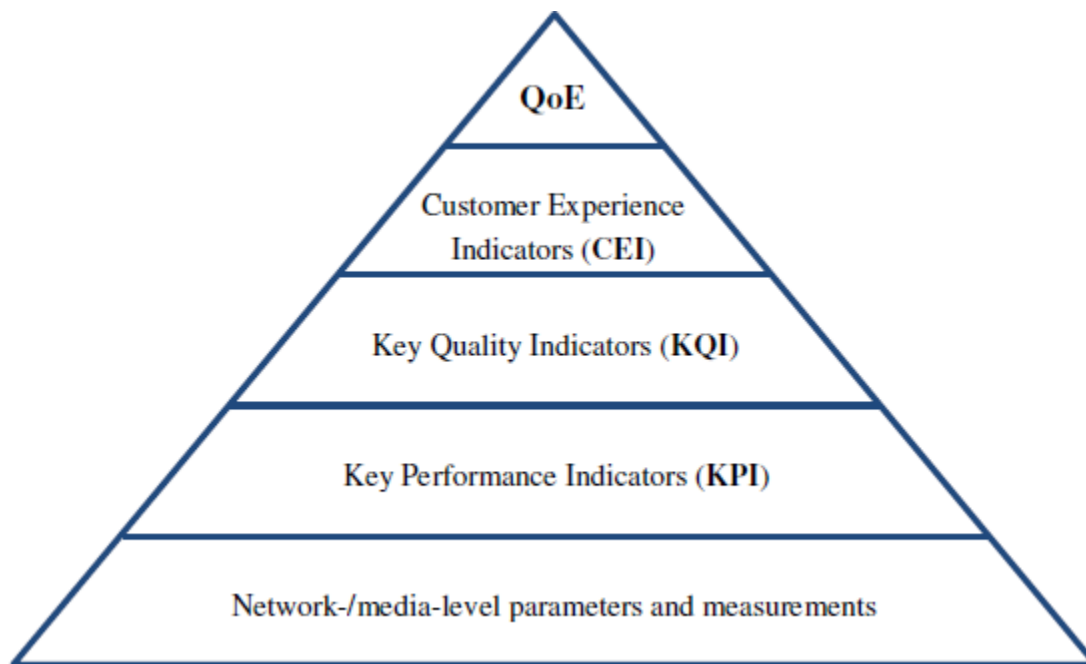 QoE
Customer Experience
Indicators (CEI)
Key Quality Indicators (KQI)
Key Performance Indicators (KPI)
Network-/media-level parameters and measurements